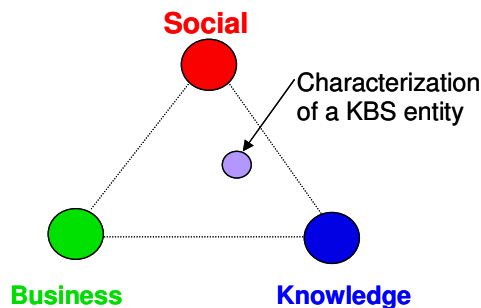 Social
Characterization
of a KBS entity
Business
Knowledge